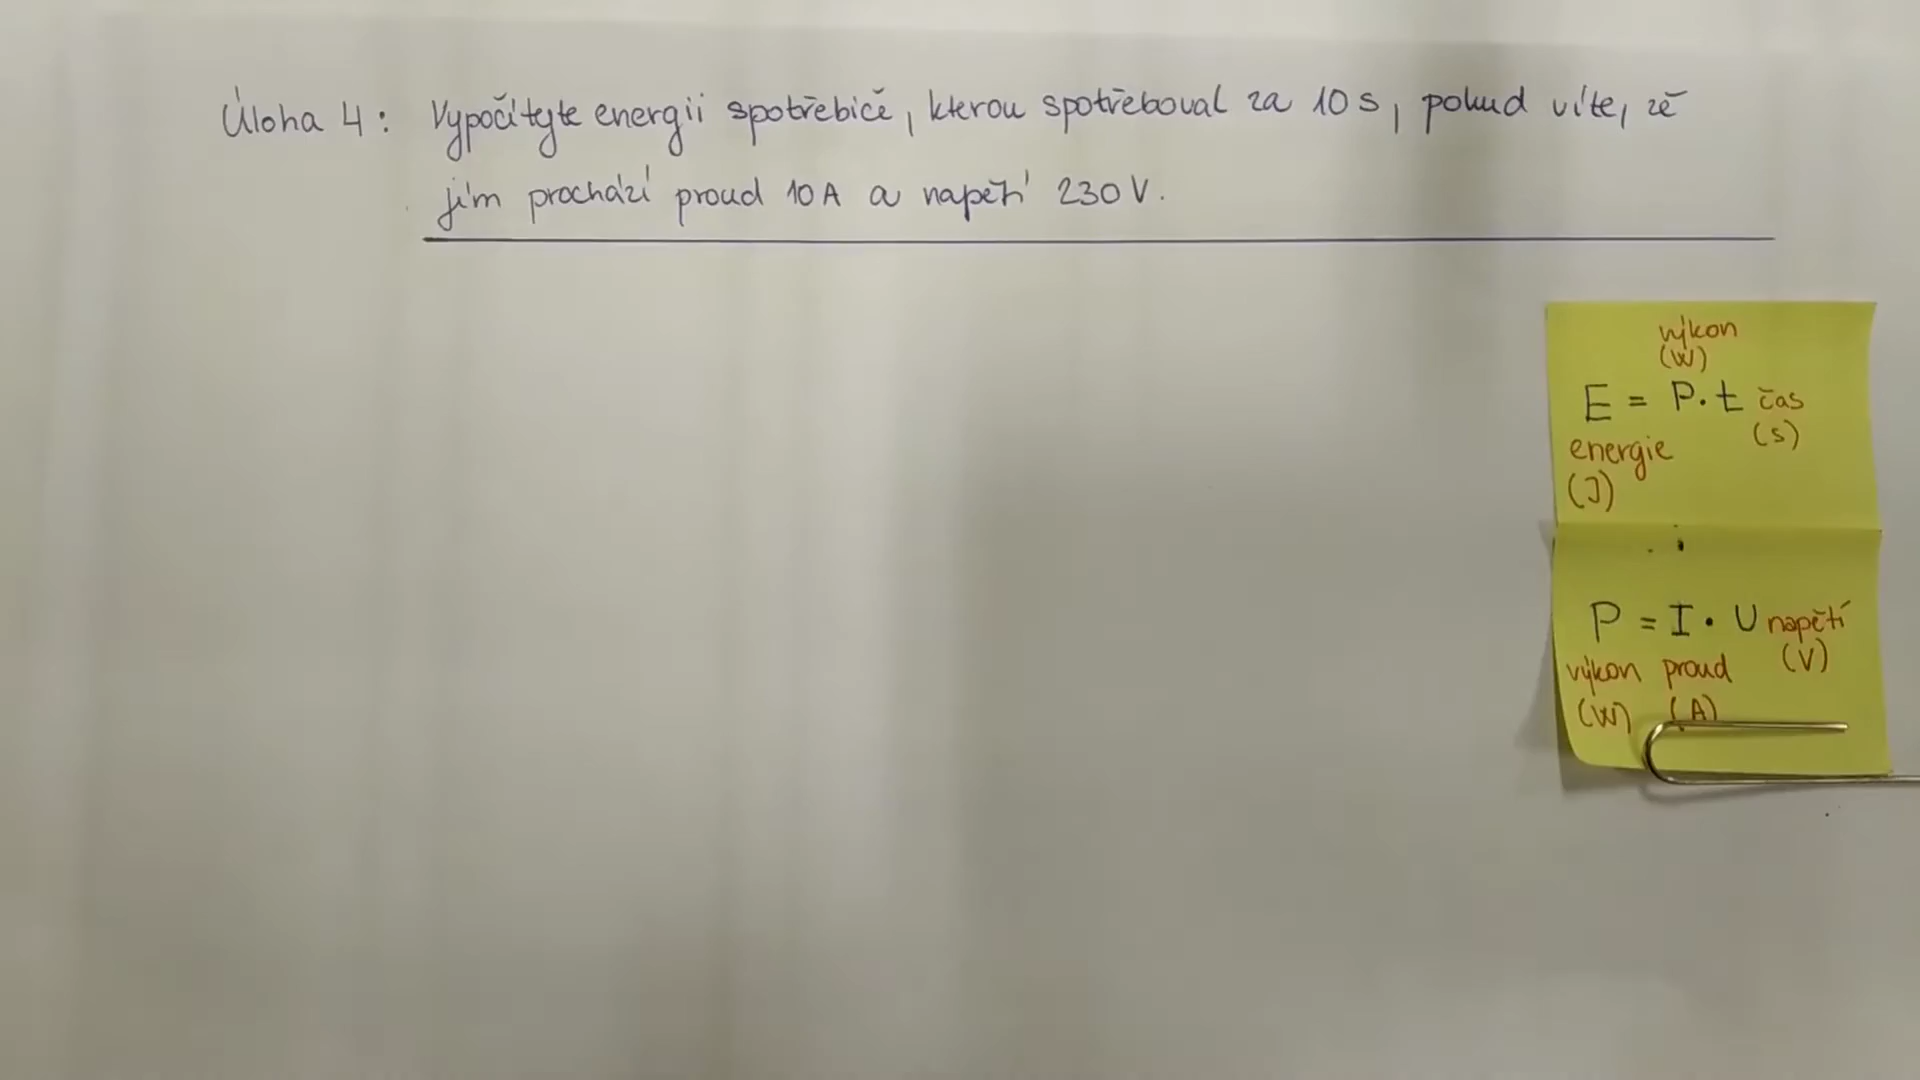 Úloha 4: Vypočítejte energii spotřebiče, kterou spotřeboval za 10 s, pokud víte, že
jím prochází proud 10 A a napětí 230 V.
výkon
(W)
E = P · t čas
(s)
energie
(J)
P = I · U napětí
(V)
výkon proud
(W) (A)